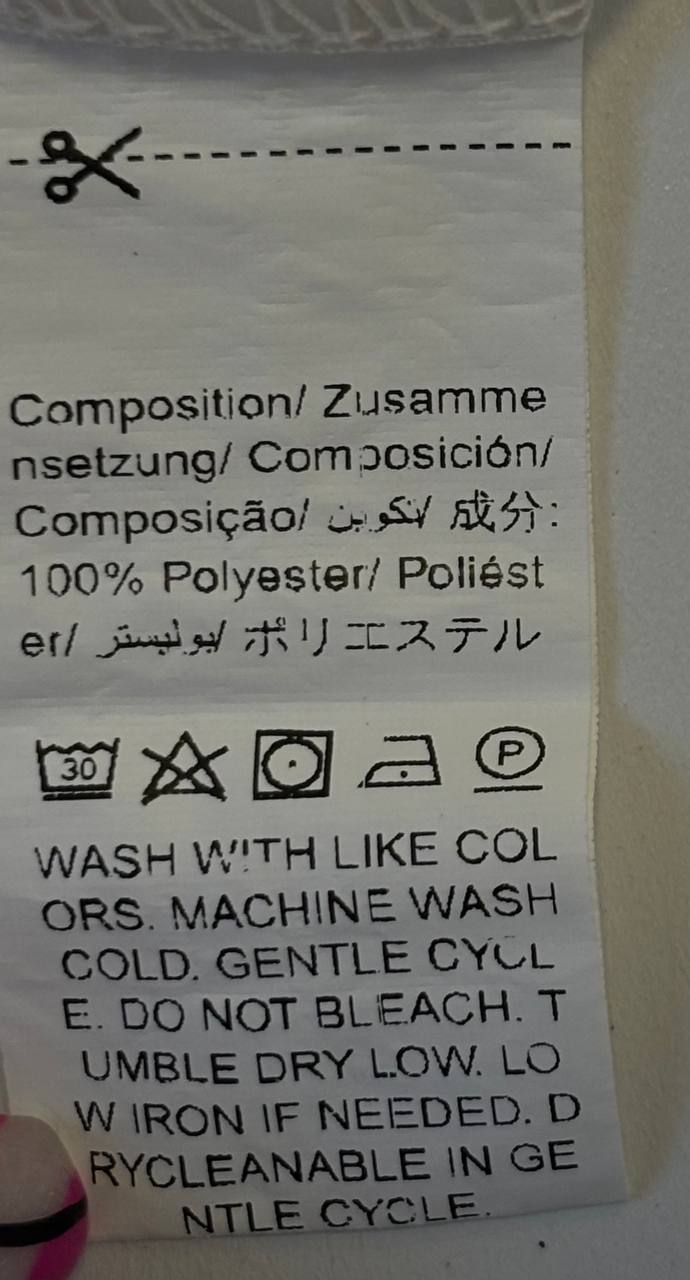 Composition/ Zusamme
nsetzung/ Composición/
Composição/ تكوين/ 成分:
100% Polyester/ Poliést
er/ بوليستر/ ポリエステル
30 P
WASH WITH LIKE COL
ORS. MACHINE WASH
COLD. GENTLE CYCL
E. DO NOT BLEACH. T
UMBLE DRY LOW. LO
W IRON IF NEEDED. D
RYCLEANABLE IN GE
NTLE CYCLE.